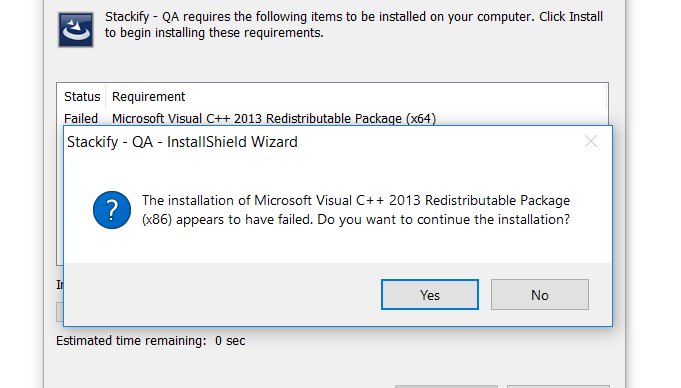 Stackify - QA requires the following items to be installed on your computer. Click Install
to begin installing these requirements.
Status Requirement
Failed Microsoft Visual C++ 2013 Redistributable Package (x64)
Stackify - QA - InstallShield Wizard
The installation of Microsoft Visual C++ 2013 Redistributable Package
(x86) appears to have failed. Do you want to continue the installation?
Yes No
Estimated time remaining: 0 sec